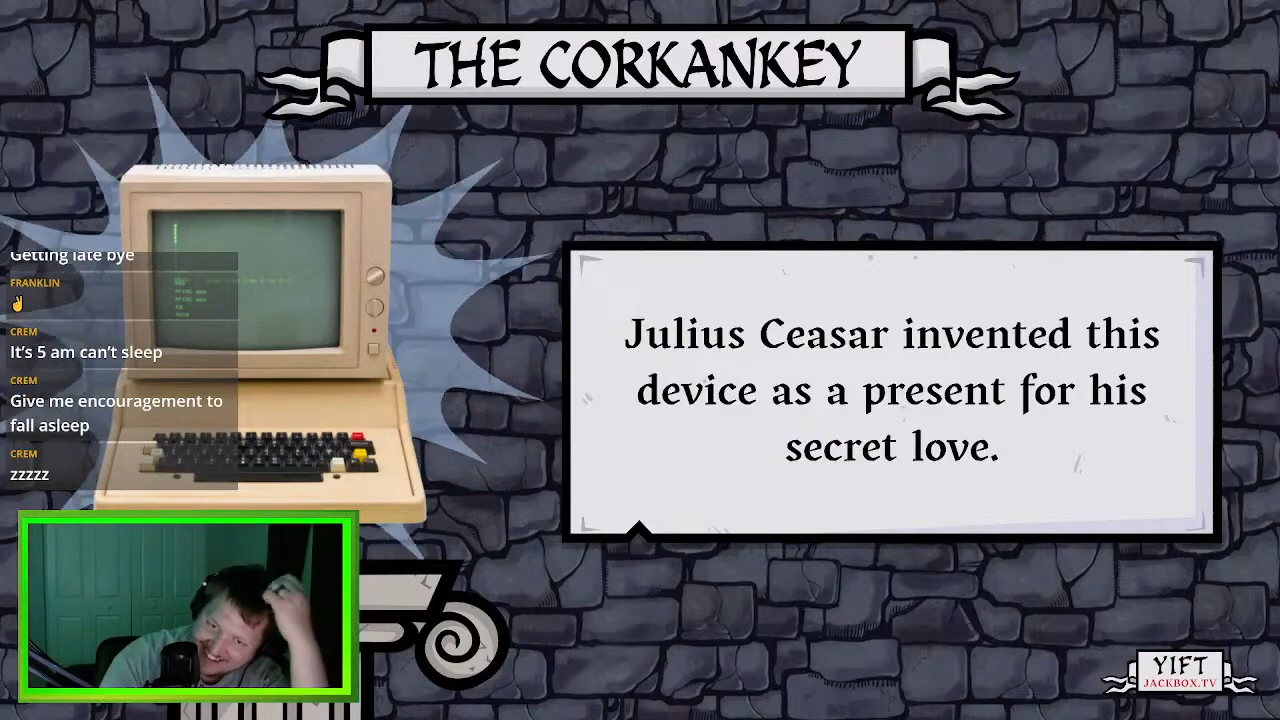 THE CORKANKEY
Getting late bye
FRANKLIN
✌
CREM
It's 5 am can't sleep
CREM
Give me encouragement to
fall asleep
CREM
zzzzz
Julius Ceasar invented this
device as a present for his
secret love.
YIFT
JACKBOX.TV